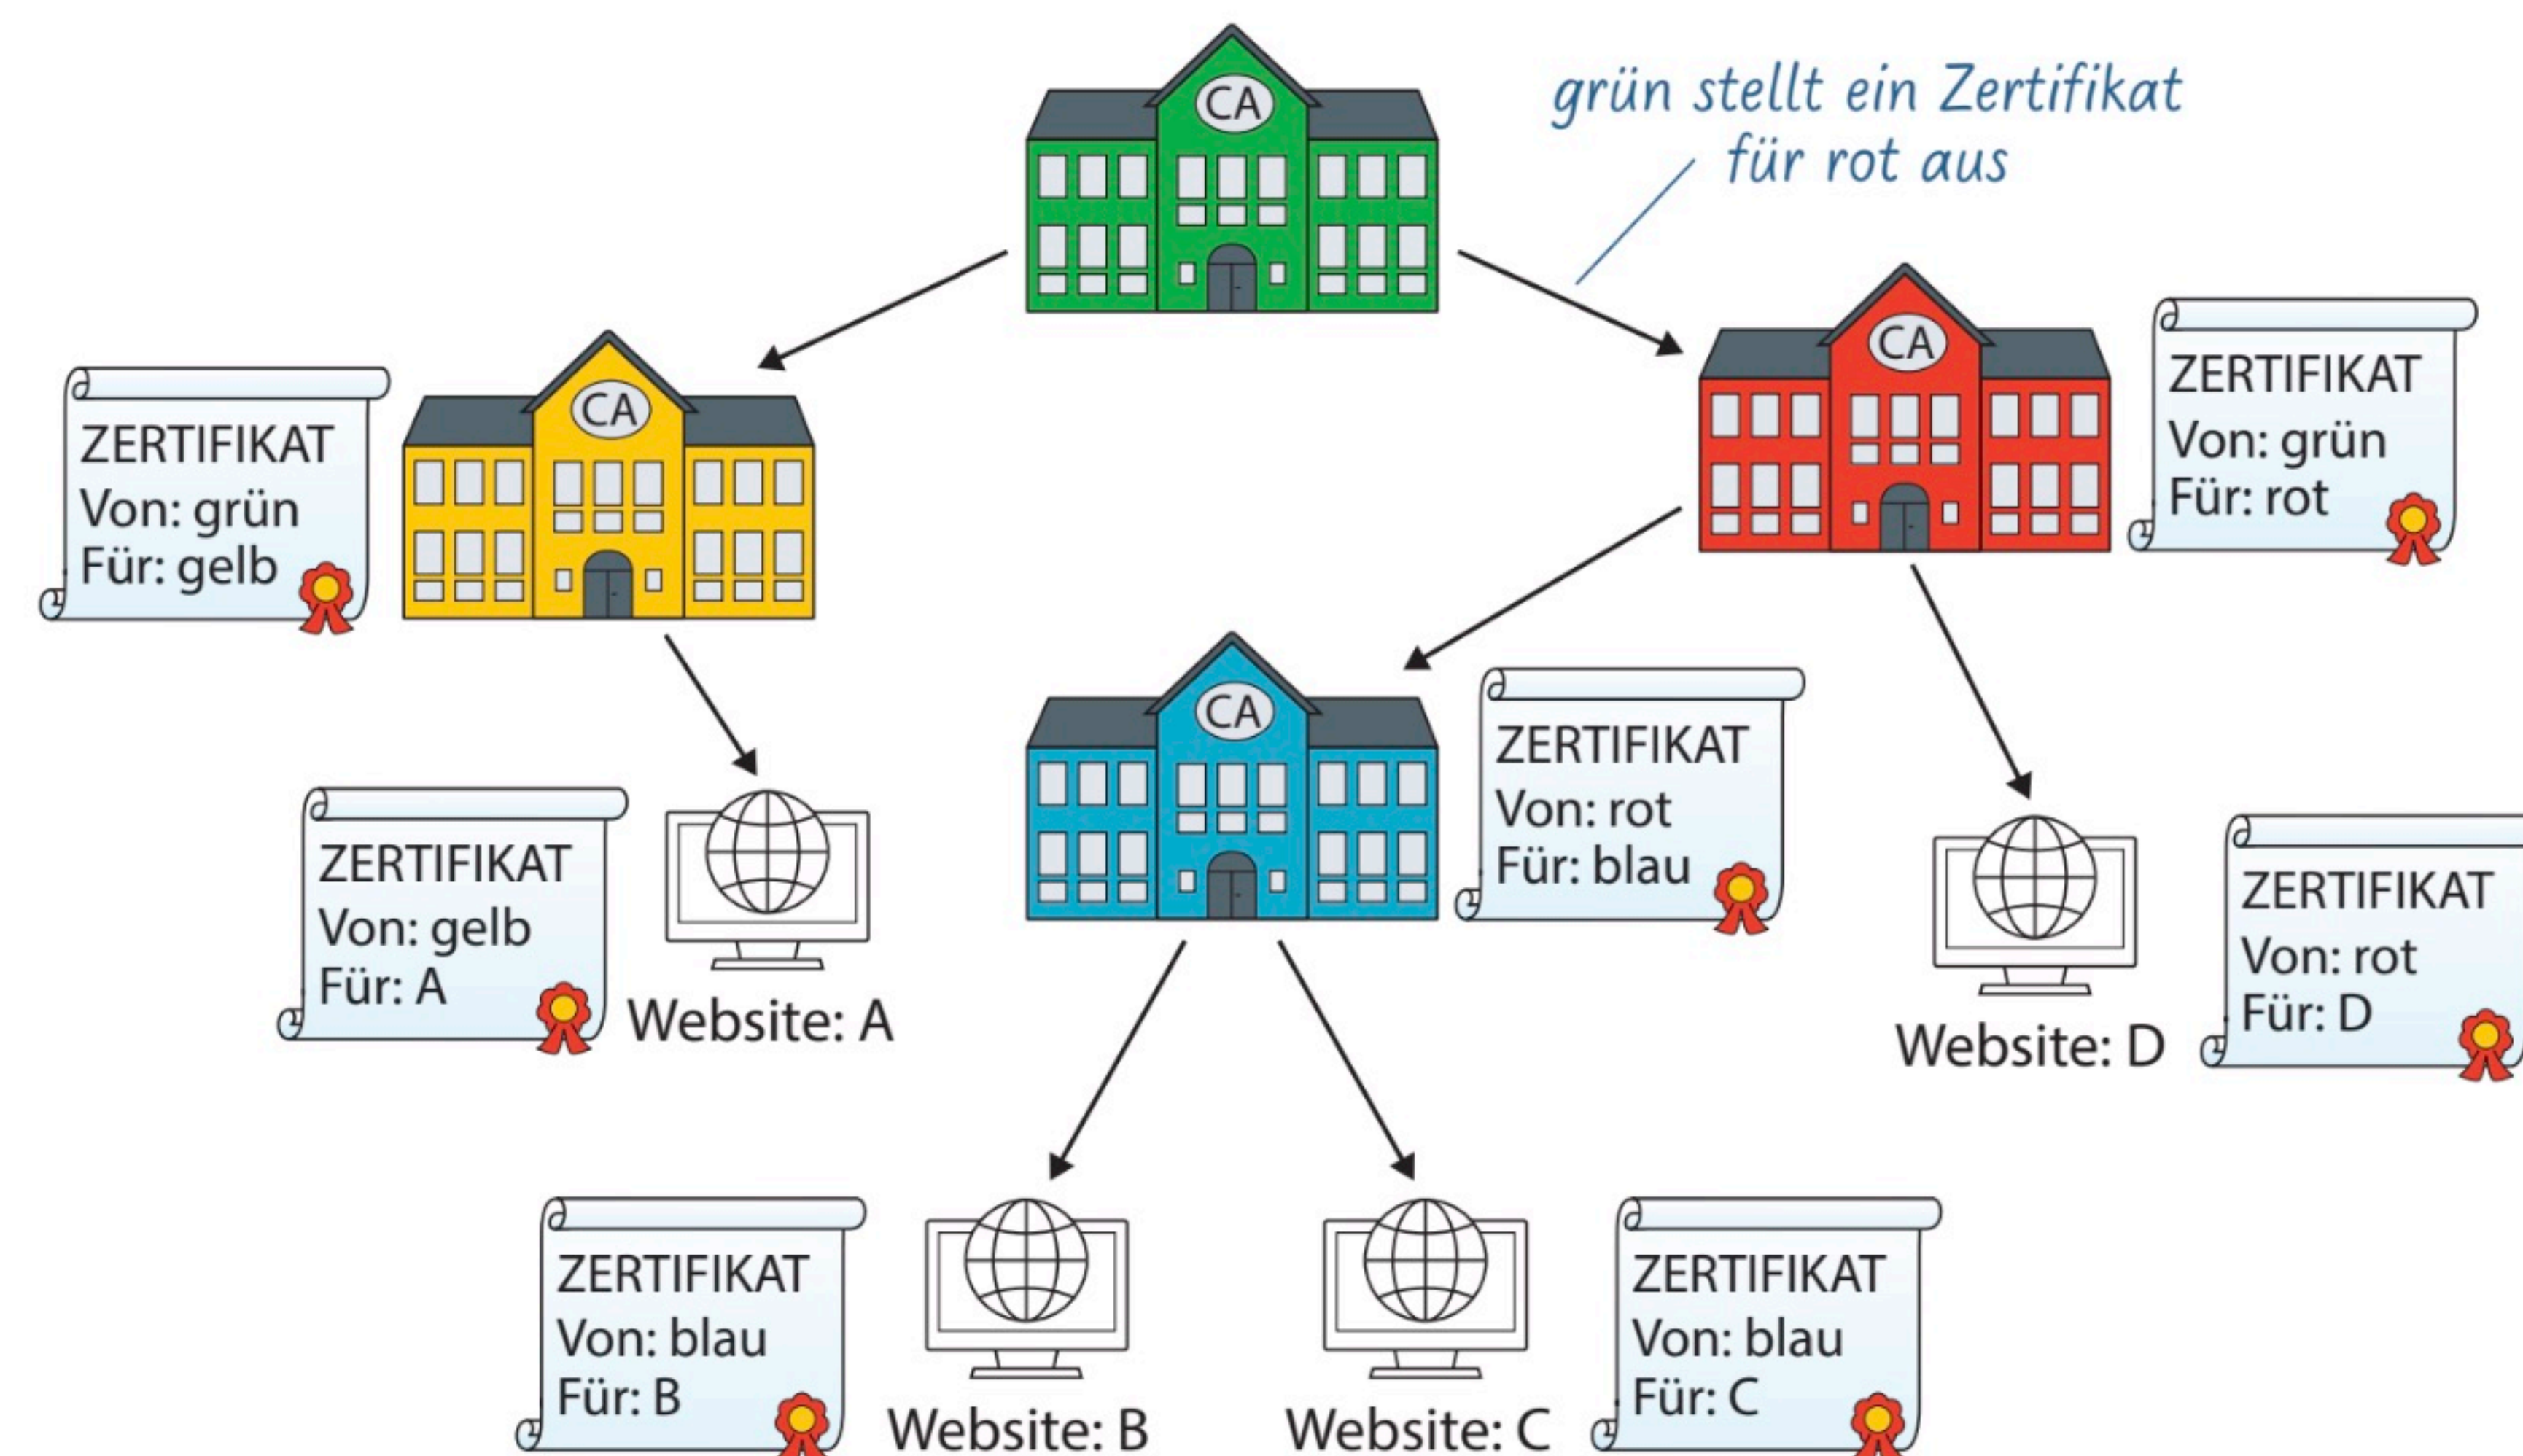 CA
grün stellt ein Zertifikat
für rot aus
CA
ZERTIFIKAT
Von: grün
Für: rot
CA
ZERTIFIKAT
Von: grün
Für: gelb
CA
ZERTIFIKAT
Von: rot
Für: blau
ZERTIFIKAT
Von: gelb
Für: A
Website: A
Website: D
ZERTIFIKAT
Von: rot
Für: D
ZERTIFIKAT
Von: blau
Für: B
Website: B
Website: C
ZERTIFIKAT
Von: blau
Für: C